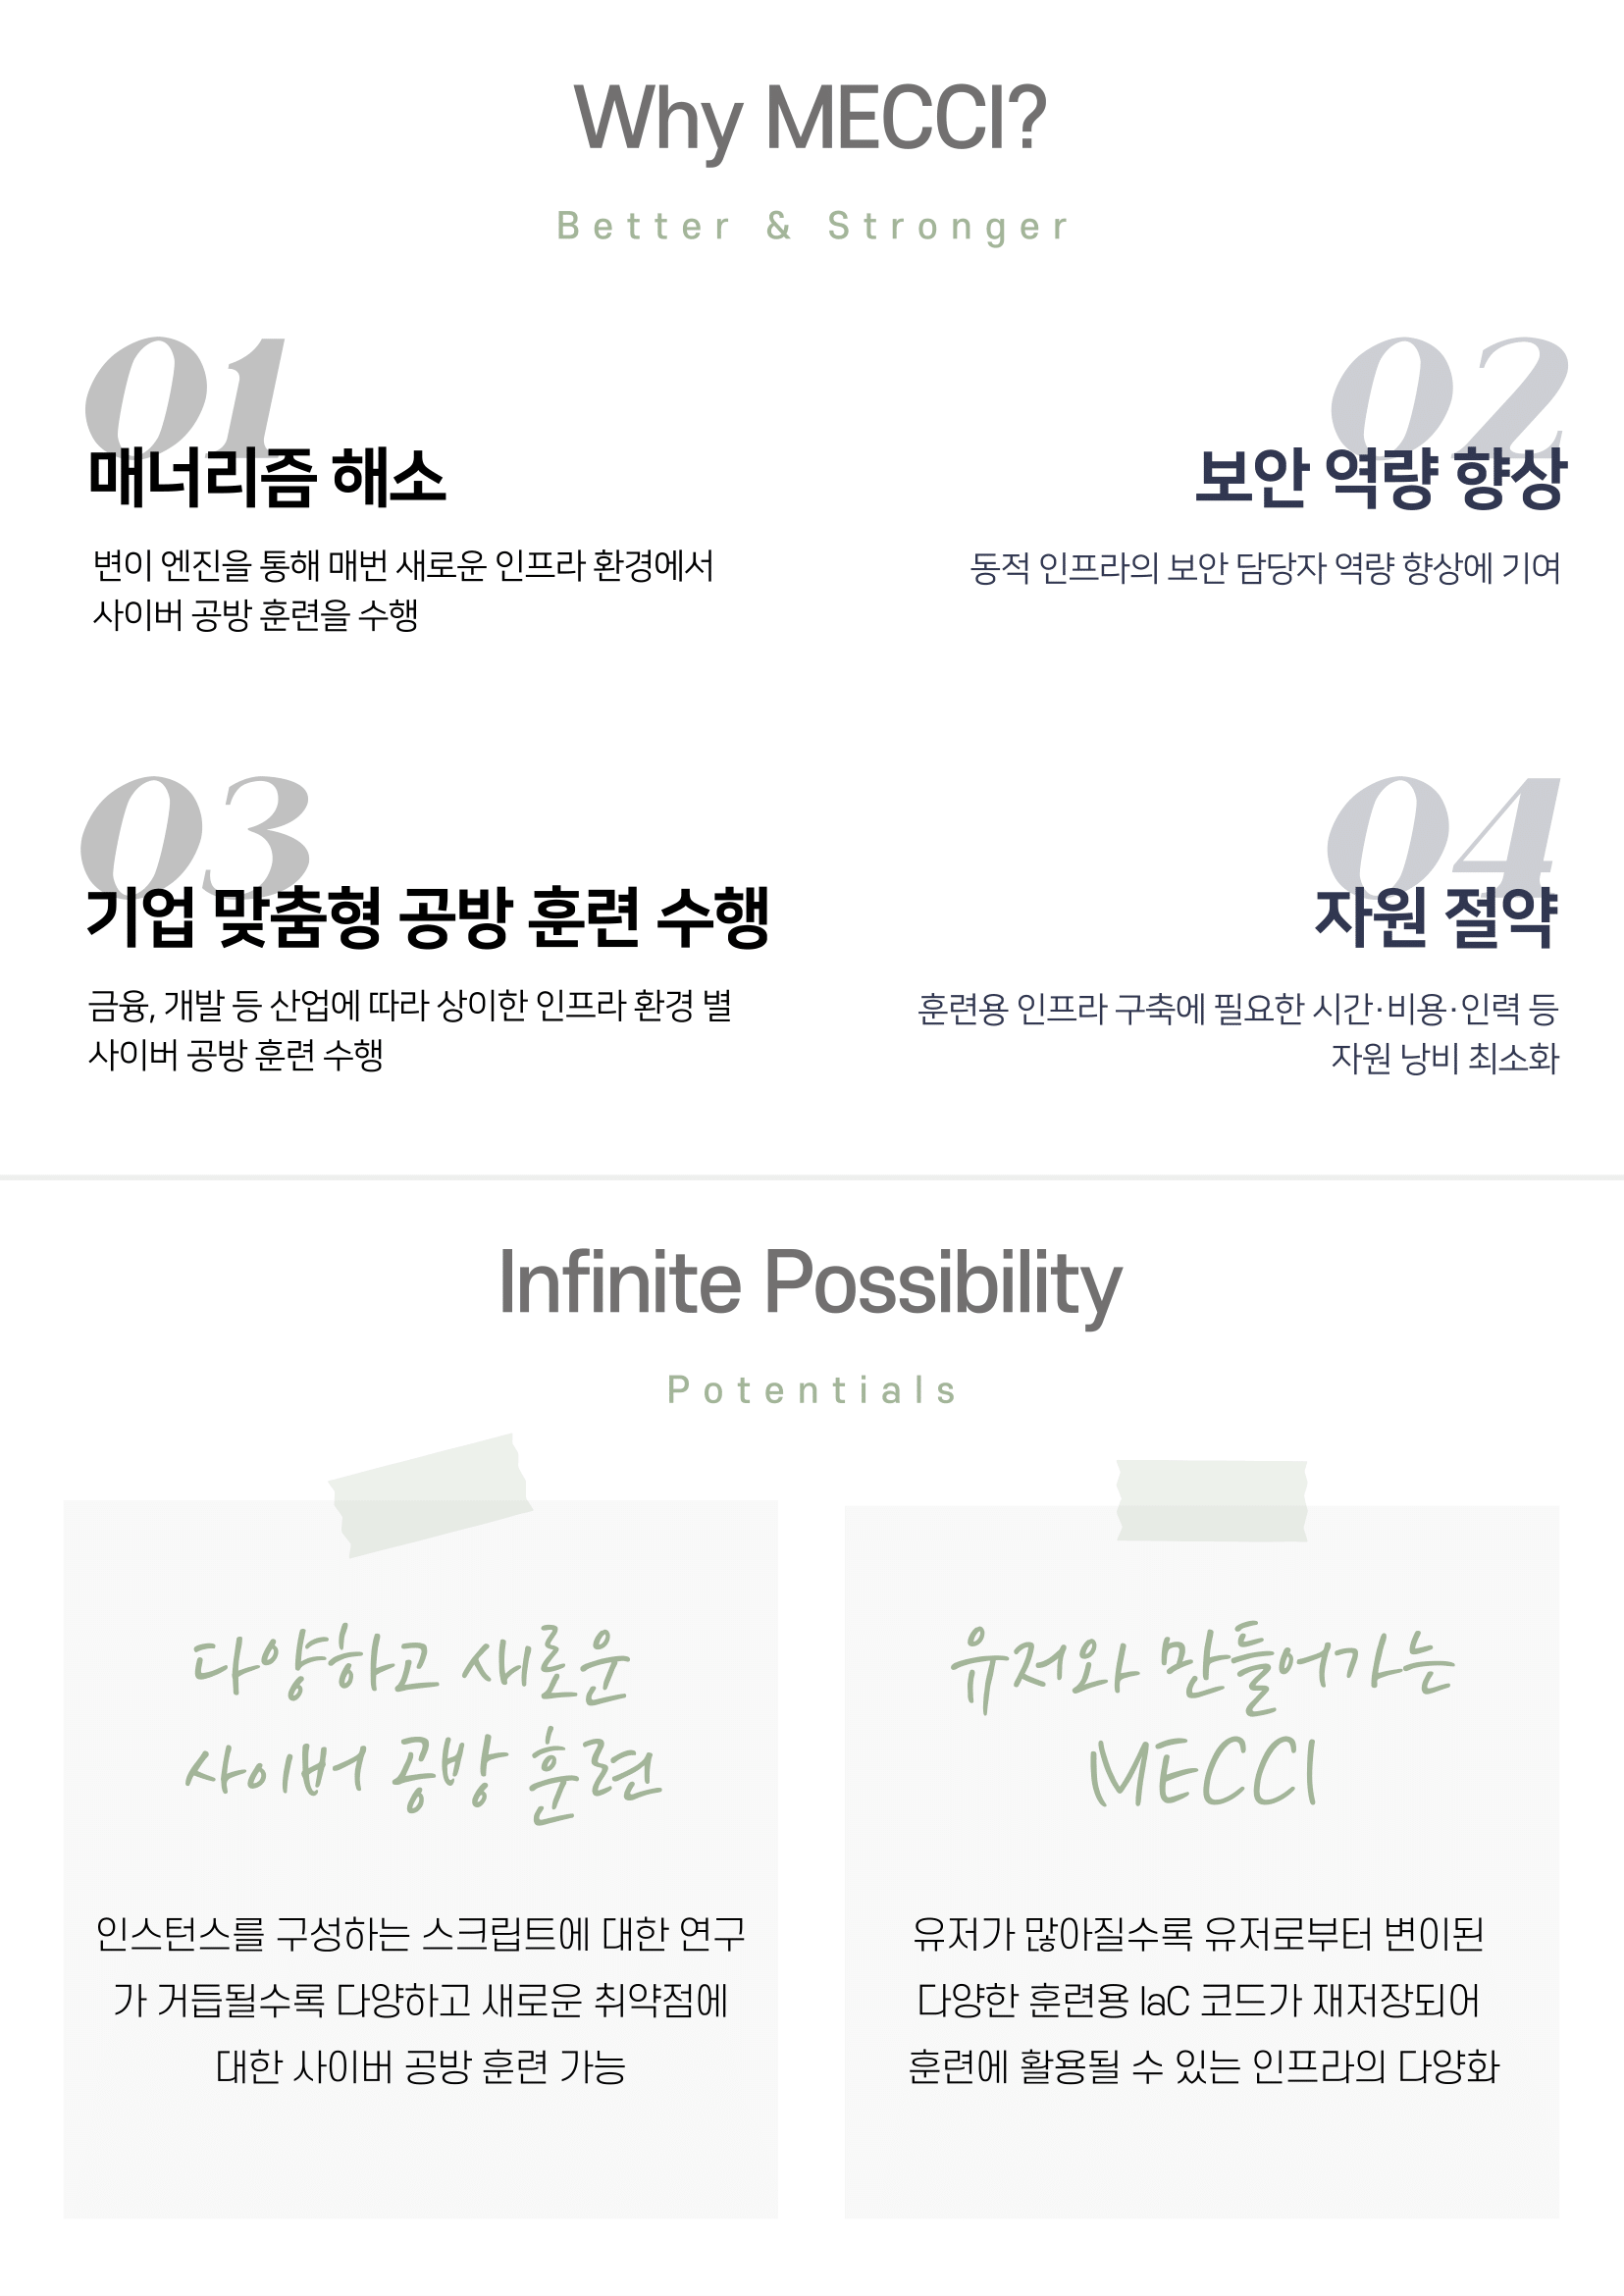 Why MECCI?
Better & Stronger
01
매너리즘 해소
변이 엔진을 통해 매번 새로운 인프라 환경에서
사이버 공방 훈련을 수행
02
보안 역량 향상
동적 인프라의 보안 담당자 역량 향상에 기여
03
기업 맞춤형 공방 훈련 수행
금융, 개발 등 산업에 따라 상이한 인프라 환경 별
사이버 공방 훈련 수행
04
자원 절약
훈련용 인프라 구축에 필요한 시간·비용·인력 등
자원 낭비 최소화
Infinite Possibility
Potentials
다양하고 새로운
사이버 공방 훈련
인스턴스를 구성하는 스크립트에 대한 연구
가 거듭될수록 다양하고 새로운 취약점에
대한 사이버 공방 훈련 가능
유저와 만들어가는
MECCI
유저가 많아질수록 유저로부터 변이된
다양한 훈련용 IaC 코드가 재저장되어
훈련에 활용될 수 있는 인프라의 다양화